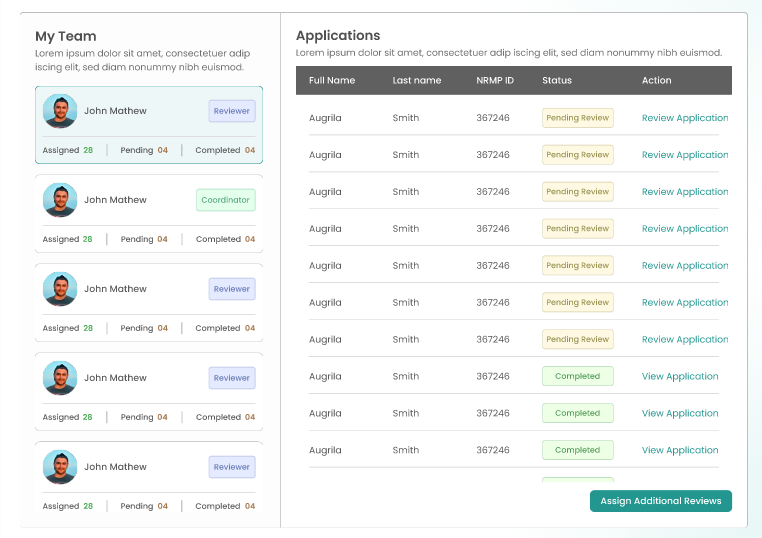 My Team
Lorem ipsum dolor sit amet, consectetuer adip
iscing elit, sed diam nonummy nibh euismod.
John Mathew Reviewer
Assigned 28 Pending 04 Completed 04
John Mathew Coordinator
Assigned 28 Pending 04 Completed 04
John Mathew Reviewer
Assigned 28 Pending 04 Completed 04
John Mathew Reviewer
Assigned 28 Pending 04 Completed 04
John Mathew Reviewer
Assigned 28 Pending 04 Completed 04
Applications
Lorem ipsum dolor sit amet, consectetuer adip iscing elit, sed diam nonummy nibh euismod.
Full Name Last name NRMP ID Status Action
Augrila Smith 367246 Pending Review Review Application
Augrila Smith 367246 Pending Review Review Application
Augrila Smith 367246 Pending Review Review Application
Augrila Smith 367246 Pending Review Review Application
Augrila Smith 367246 Pending Review Review Application
Augrila Smith 367246 Pending Review Review Application
Augrila Smith 367246 Pending Review Review Application
Augrila Smith 367246 Completed View Application
Augrila Smith 367246 Completed View Application
Augrila Smith 367246 Completed View Application
Assign Additional Reviews